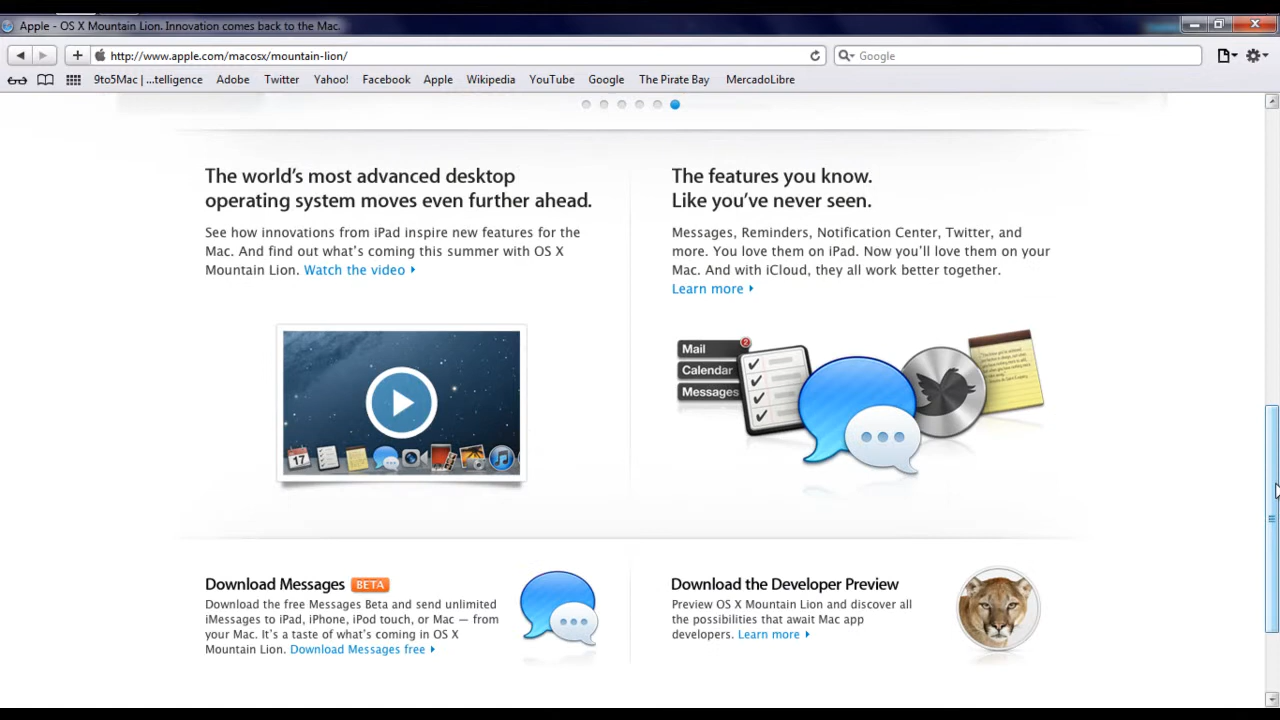 Apple - OS X Mountain Lion. Innovation comes back to the Mac.
http://www.apple.com/macosx/mountain-lion/
Google
9to5Mac | ...telligence Adobe Twitter Yahoo! Facebook Apple Wikipedia YouTube Google The Pirate Bay MercadoLibre
The world's most advanced desktop
operating system moves even further ahead.
See how innovations from iPad inspire new features for the
Mac. And find out what's coming this summer with OS X
Mountain Lion. Watch the video
17
The features you know.
Like you've never seen.
Messages, Reminders, Notification Center, Twitter, and
more. You love them on iPad. Now you'll love them on your
Mac. And with iCloud, they all work better together.
Learn more
Mail 2
Calendar
Messages
Download Messages BETA
Download the free Messages Beta and send unlimited
iMessages to iPad, iPhone, iPod touch, or Mac — from
your Mac. It's a taste of what's coming in OS X
Mountain Lion. Download Messages free
Download the Developer Preview
Preview OS X Mountain Lion and discover all
the possibilities that await Mac app
developers. Learn more